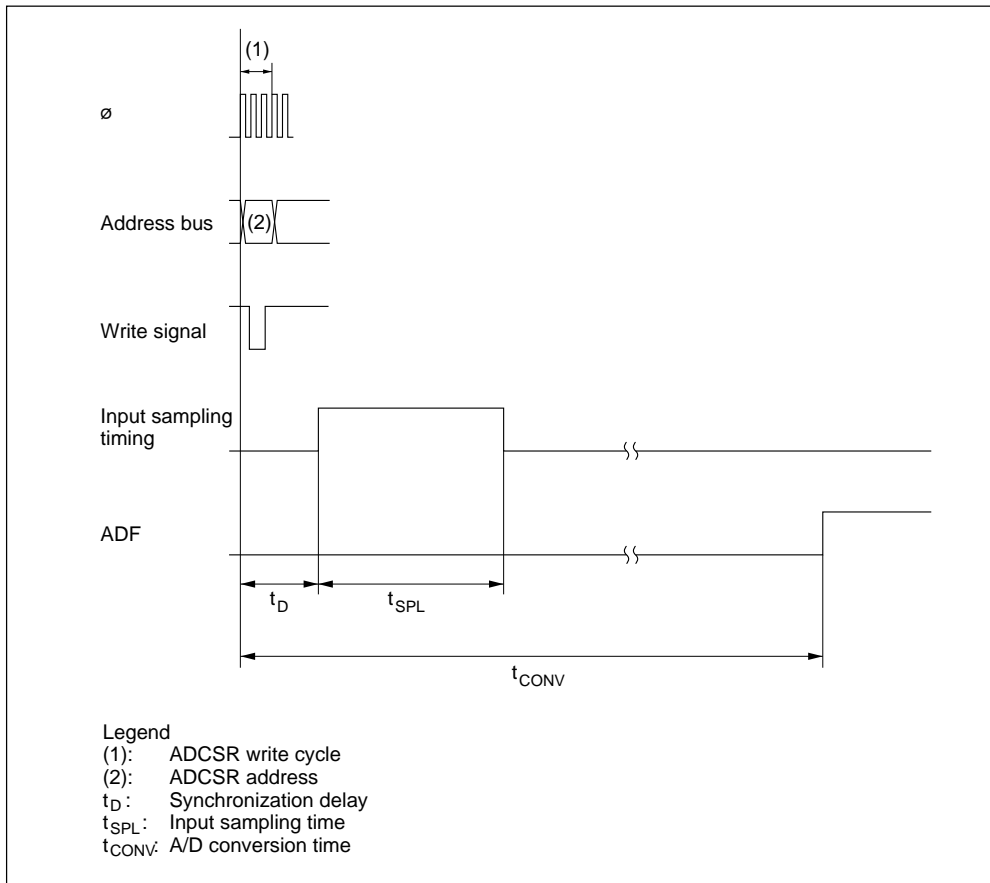 (1)
ø
Address bus
(2)
Write signal
Input sampling
timing
ADF
tD
tSPL
tCONV
Legend
(1): ADCSR write cycle
(2): ADCSR address
tD : Synchronization delay
tSPL: Input sampling time
tCONV: A/D conversion time